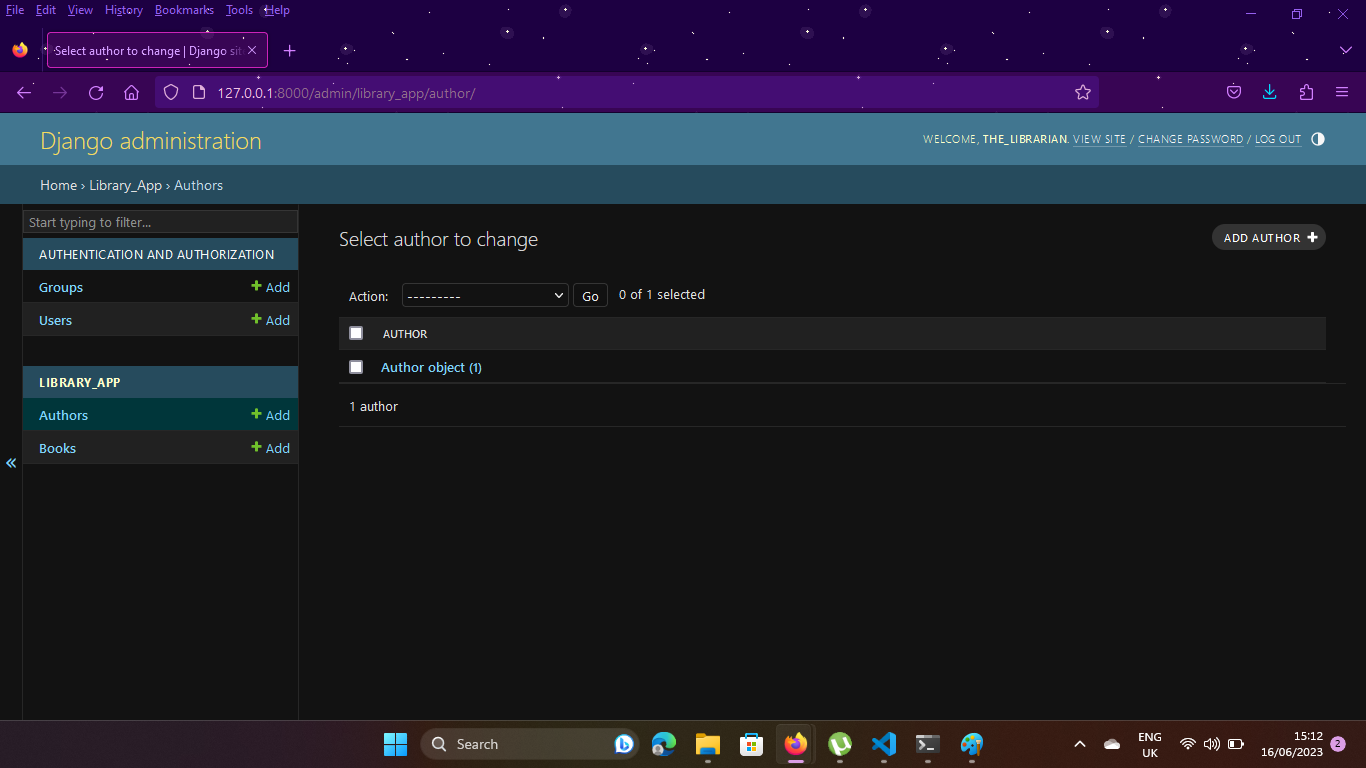 File Edit View History Bookmarks Tools Help
Select author to change | Django sit
127.0.0.1:8000/admin/library_app/author/
Django administration
WELCOME, THE_LIBRARIAN. VIEW SITE / CHANGE PASSWORD / LOG OUT
Home › Library_App › Authors
Start typing to filter...
AUTHENTICATION AND AUTHORIZATION
Groups + Add
Users + Add
LIBRARY_APP
Authors + Add
Books + Add
«
Select author to change
ADD AUTHOR +
Action: --------- Go 0 of 1 selected
AUTHOR
Author object (1)
1 author
Search
ENG
UK
15:12
16/06/2023
2